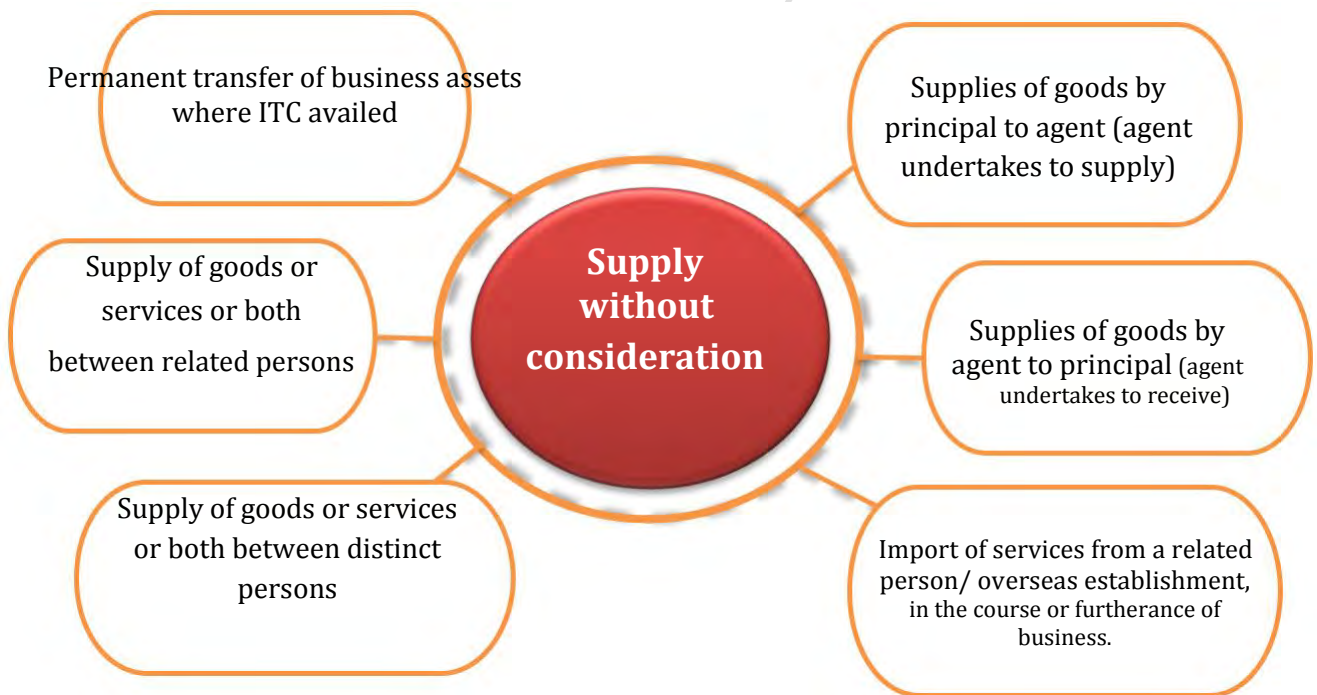 Permanent transfer of business assets
where ITC availed
Supply of goods or
services or both
between related persons
Supply of goods or services
or both between distinct
persons
Supply
without
consideration
Supplies of goods by
principal to agent (agent
undertakes to supply)
Supplies of goods by
agent to principal (agent
undertakes to receive)
Import of services from a related
person/ overseas establishment,
in the course or furtherance of
business.